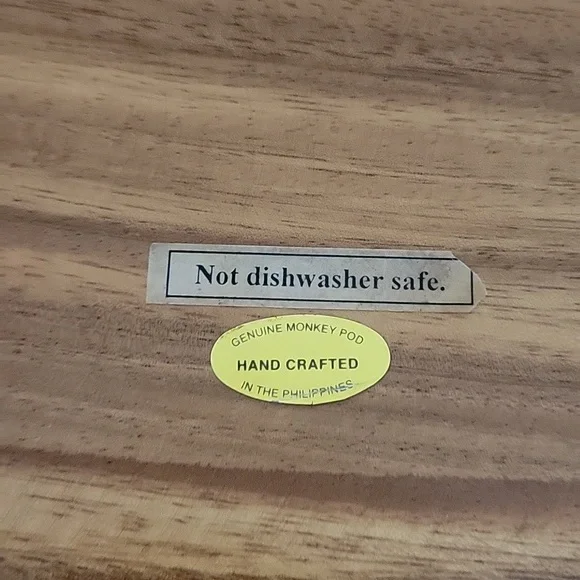 Not dishwasher safe.
GENUINE MONKEY POD
HAND CRAFTED
IN THE PHILIPPINES